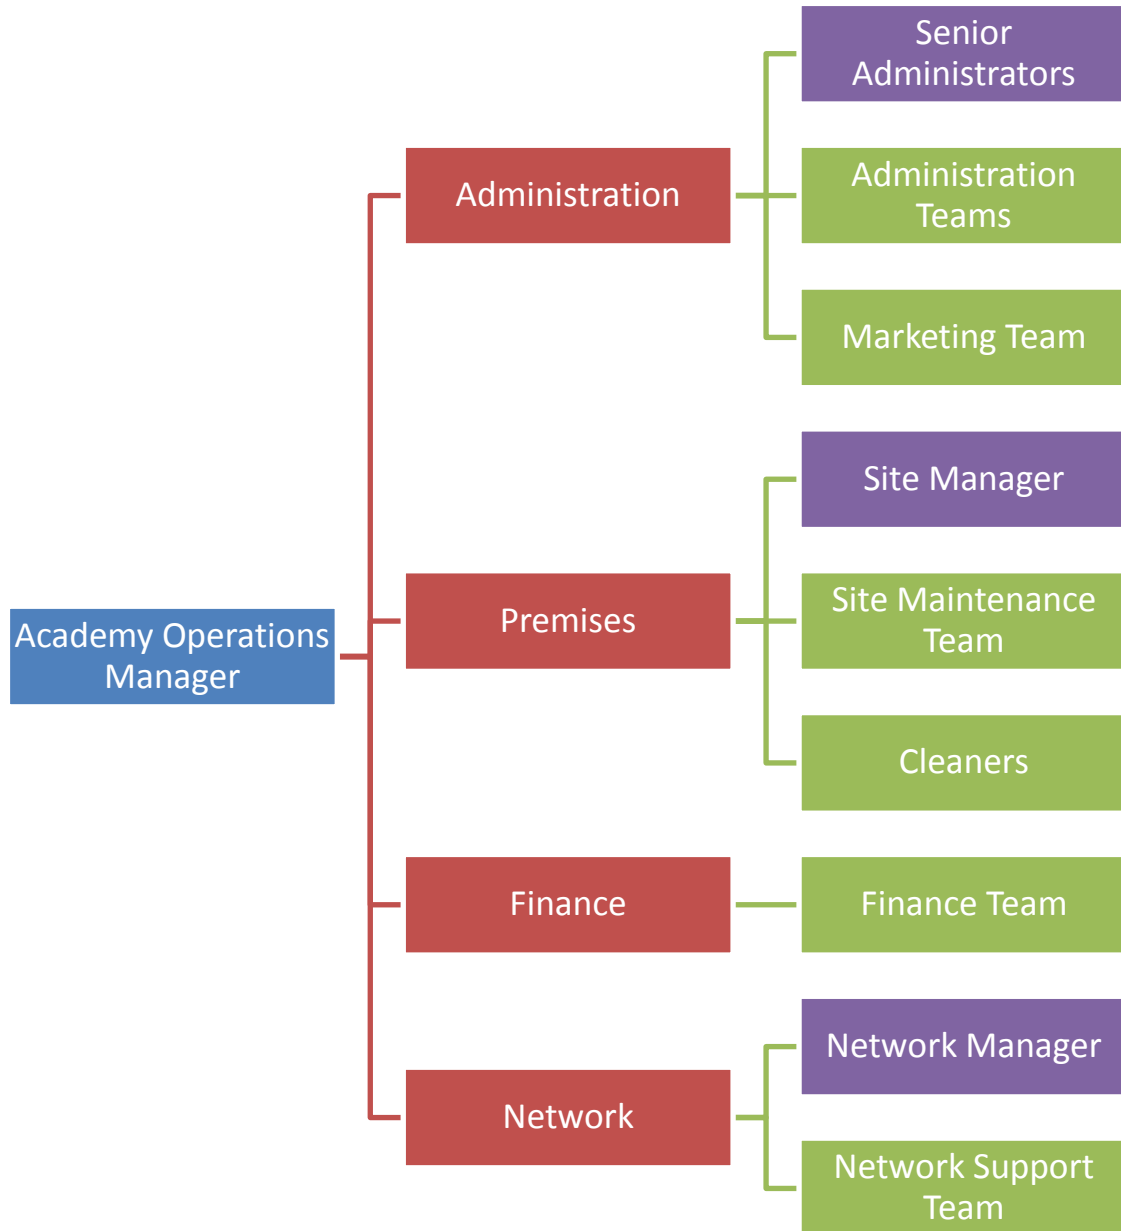 Senior
Administrators
Administration
Administration
Teams
Marketing Team
Site Manager
Premises
Site Maintenance
Team
Academy Operations
Manager
Cleaners
Finance
Finance Team
Network Manager
Network
Network Support
Team